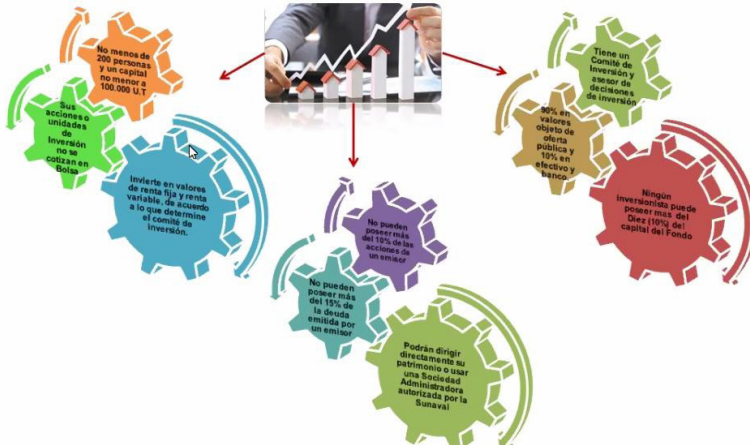 No menos de
200 personas
y un capital
no menor a
100.000 U.T
Sus
acciones o
unidades
de
Inversión
no se
cotizan en
Bolsa
Invierte en valores
de renta fija y renta
variable, de acuerdo
a lo que determine
el comité de
inversión.
No pueden
poseer más
del 10% de las
acciones de
un emisor
No pueden
poseer más
del 15% de
la deuda
emitida por
un emisor
Podrán dirigir
directamente su
patrimonio o usar
una Sociedad
Administradora
autorizada por la
Sunaval
Tiene un
Comité de
Inversión y
asesor de
decisiones
de inversión
90% en
valores
objeto de
oferta
pública y
10% en
efectivo y
banco
Ningún
inversionista puede
poseer mas del
Diez (10%) del
capital del Fondo